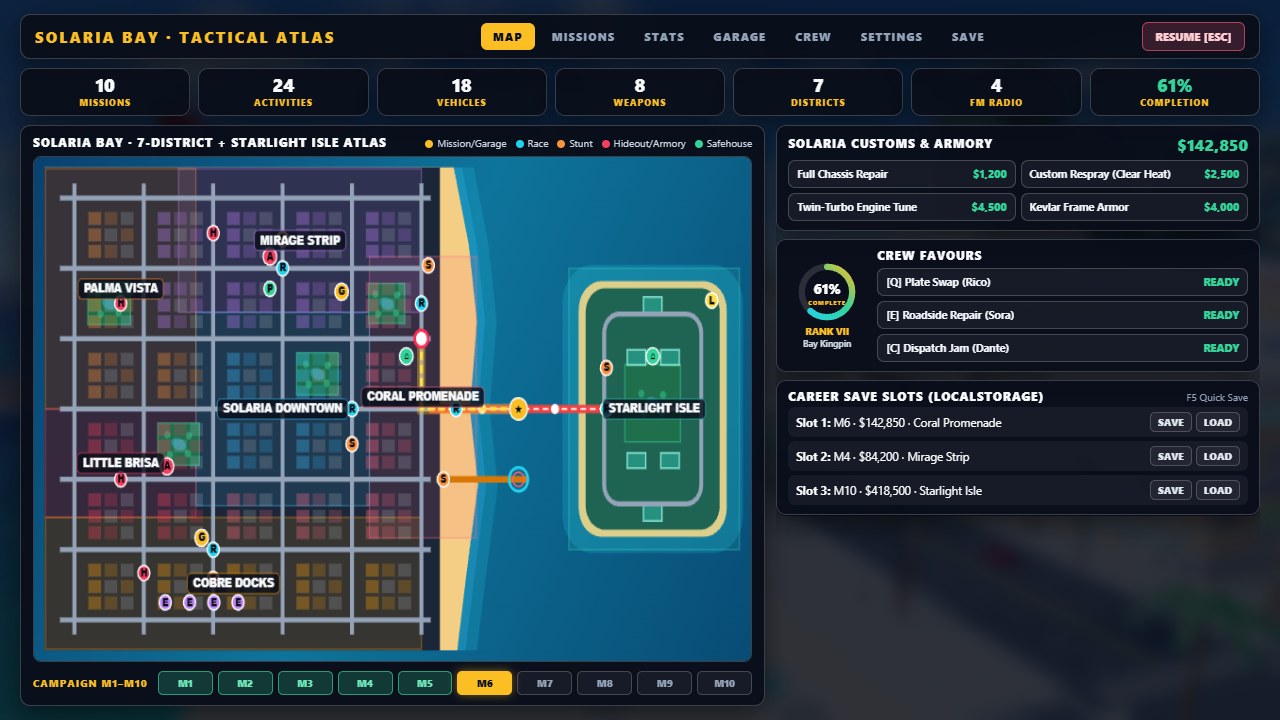 SOLARIA BAY · TACTICAL ATLAS
MAP MISSIONS STATS GARAGE CREW SETTINGS SAVE
RESUME [ESC]
10 MISSIONS
24 ACTIVITIES
18 VEHICLES
8 WEAPONS
7 DISTRICTS
4 FM RADIO
61% COMPLETION
SOLARIA BAY · 7-DISTRICT + STARLIGHT ISLE ATLAS
Mission/Garage Race Stunt Hideout/Armory Safehouse
H
MIRAGE STRIP
A
R
S
PALMA VISTA
P
G
H
R
L
A
S
A
CORAL PROMENADE
SOLARIA DOWNTOWN
R
R
★
STARLIGHT ISLE
S
LITTLE BRISA
A
H
S
G
R
H
COBRE DOCKS
E E E E
CAMPAIGN M1–M10
M1 M2 M3 M4 M5 M6 M7 M8 M9 M10
SOLARIA CUSTOMS & ARMORY
$142,850
Full Chassis Repair $1,200
Custom Respray (Clear Heat) $2,500
Twin-Turbo Engine Tune $4,500
Kevlar Frame Armor $4,000
61%
COMPLETE
RANK VII
Bay Kingpin
CREW FAVOURS
[Q] Plate Swap (Rico) READY
[E] Roadside Repair (Sora) READY
[C] Dispatch Jam (Dante) READY
CAREER SAVE SLOTS (LOCALSTORAGE)
F5 Quick Save
Slot 1: M6 · $142,850 · Coral Promenade SAVE LOAD
Slot 2: M4 · $84,200 · Mirage Strip SAVE LOAD
Slot 3: M10 · $418,500 · Starlight Isle SAVE LOAD